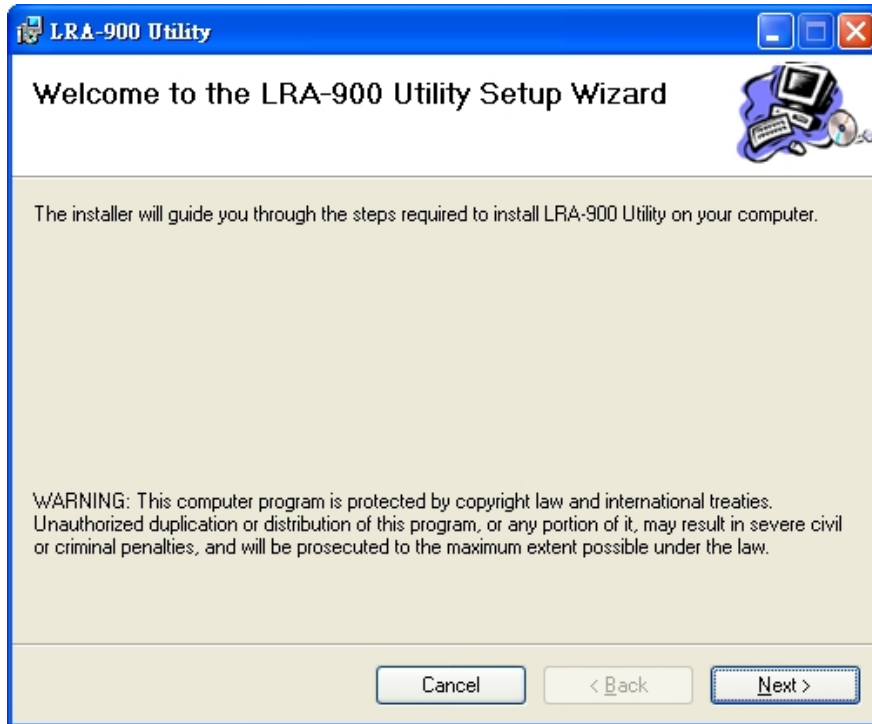 LRA-900 Utility
Welcome to the LRA-900 Utility Setup Wizard
The installer will guide you through the steps required to install LRA-900 Utility on your computer.
WARNING: This computer program is protected by copyright law and international treaties.
Unauthorized duplication or distribution of this program, or any portion of it, may result in severe civil
or criminal penalties, and will be prosecuted to the maximum extent possible under the law.
Cancel
< Back
Next >